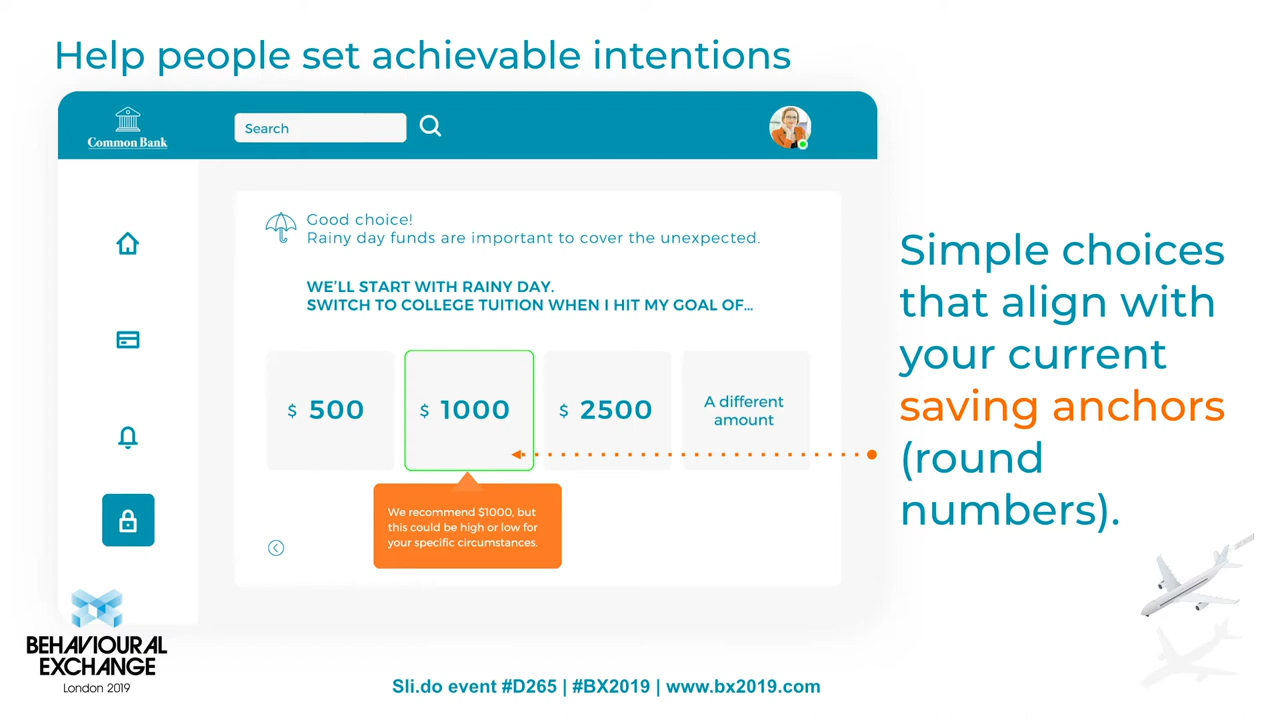 Help people set achievable intentions
Common Bank
Search
Good choice!
Rainy day funds are important to cover the unexpected.
WE'LL START WITH RAINY DAY.
SWITCH TO COLLEGE TUITION WHEN I HIT MY GOAL OF...
$ 500
$ 1000
$ 2500
A different
amount
We recommend $1000, but
this could be high or low for
your specific circumstances.
Simple choices
that align with
your current
saving anchors
(round
numbers).
BEHAVIOURAL
EXCHANGE
London 2019
Sli.do event #D265 | #BX2019 | www.bx2019.com